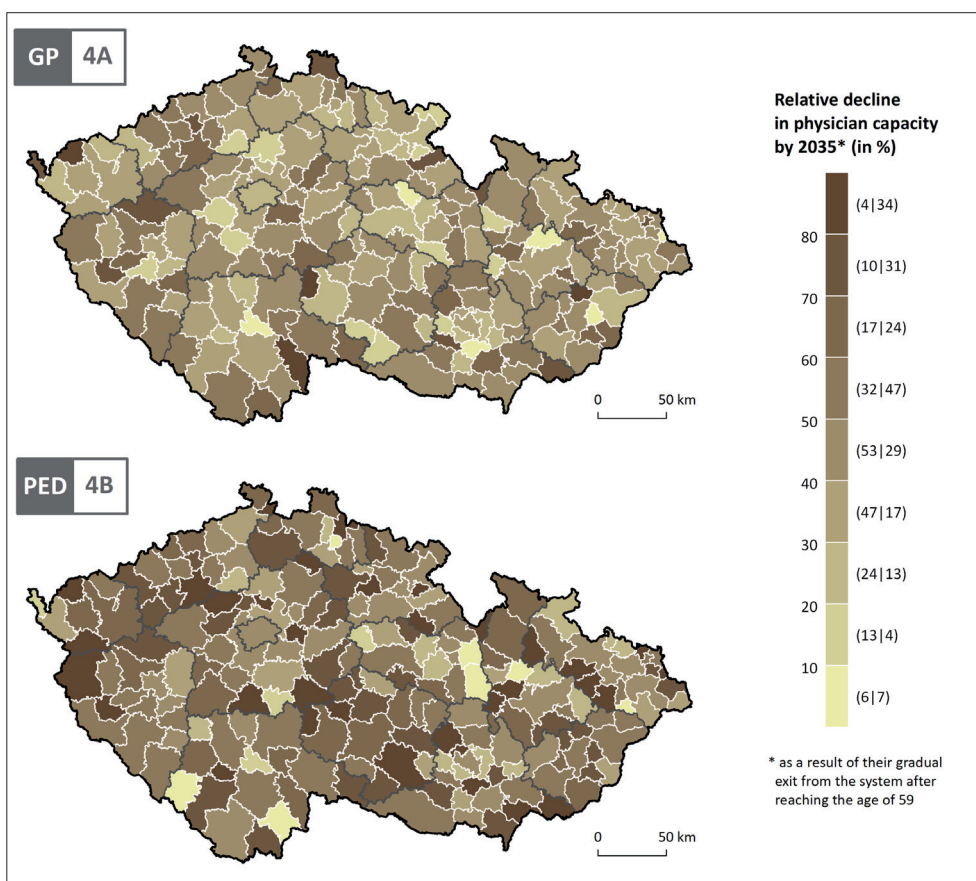 GP 4A
Relative decline
in physician capacity
by 2035* (in %)
(4|34)
80
(10|31)
70
(17|24)
60
(32|47)
50
(53|29)
40
(47|17)
30
(24|13)
20
(13|4)
10
(6|7)
0 50 km
PED 4B
* as a result of their gradual
exit from the system after
reaching the age of 59
0 50 km